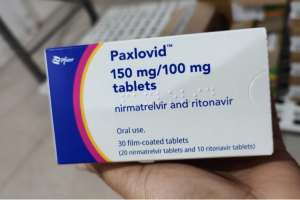 Pfizer
Paxlovid™
150 mg/100 mg
tablets
nirmatrelvir and ritonavir
Oral use.
30 film-coated tablets
(20 nirmatrelvir tablets and 10 ritonavir tablets)